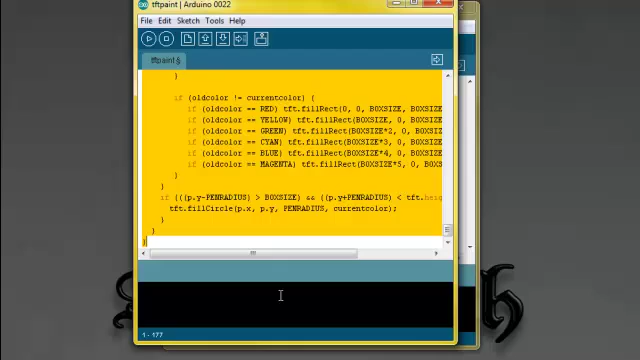 tftpaint | Arduino 0022
File Edit Sketch Tools Help
tftpaint §
}
if (oldcolor != currentcolor) {
if (oldcolor == RED) tft.fillRect(0, 0, BOXSIZE, BOXSIZE
if (oldcolor == YELLOW) tft.fillRect(BOXSIZE, 0, BOXSIZE
if (oldcolor == GREEN) tft.fillRect(BOXSIZE*2, 0, BOXSIZ
if (oldcolor == CYAN) tft.fillRect(BOXSIZE*3, 0, BOXSIZE
if (oldcolor == BLUE) tft.fillRect(BOXSIZE*4, 0, BOXSIZE
if (oldcolor == MAGENTA) tft.fillRect(BOXSIZE*5, 0, BOXS
}
}
if (((p.y-PENRADIUS) > BOXSIZE) && ((p.y+PENRADIUS) < tft.heig
tft.fillCircle(p.x, p.y, PENRADIUS, currentcolor);
}
}
}
1 - 177